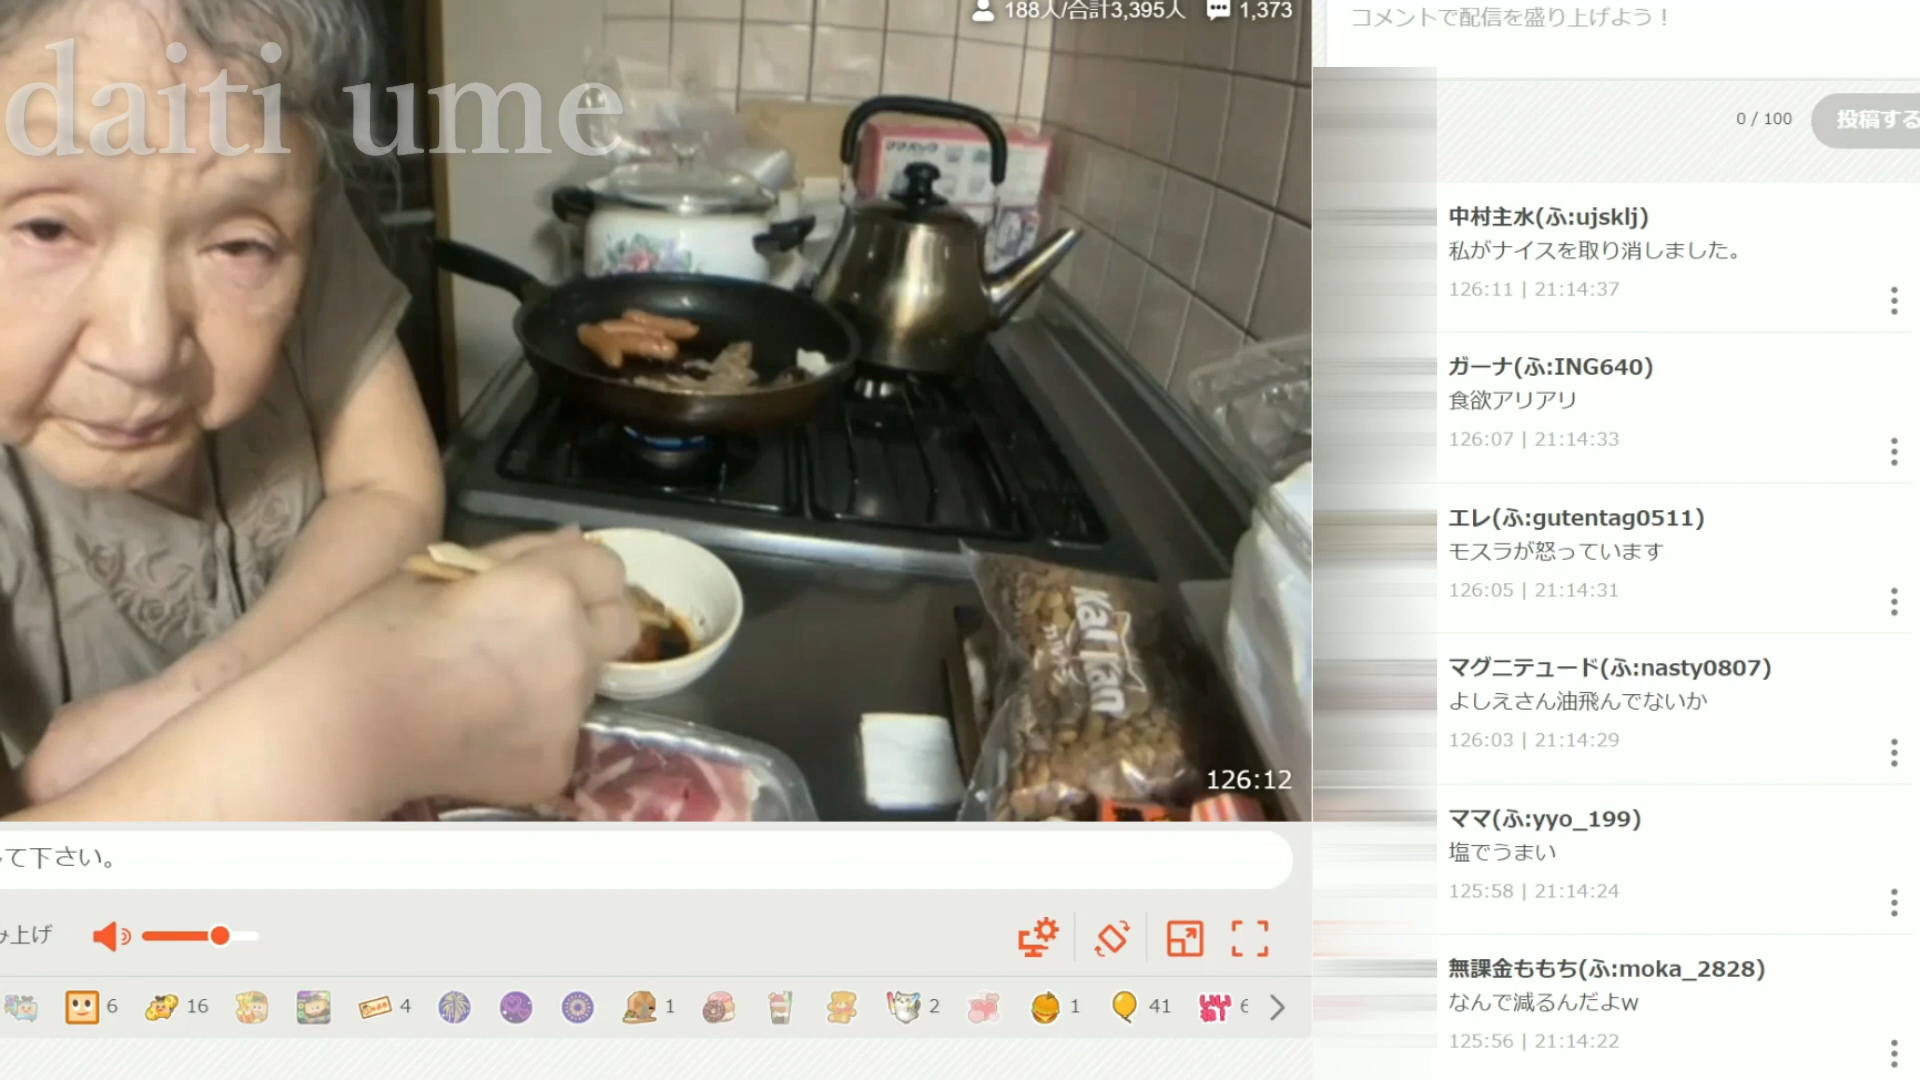 188人/合計3,395人 1,373
daiti ume
Kal kan
カルカン
126:12
て下さい。
み上げ
6
16
4
1
2
1
41
6
コメントで配信を盛り上げよう！
0 / 100
投稿する
中村主水(ふ:ujsklj)
私がナイスを取り消しました。
126:11 | 21:14:37
ガーナ(ふ:ING640)
食欲アリアリ
126:07 | 21:14:33
エレ(ふ:gutentag0511)
モスラが怒っています
126:05 | 21:14:31
マグニテュード(ふ:nasty0807)
よしえさん油飛んでないか
126:03 | 21:14:29
ママ(ふ:yyo_199)
塩でうまい
125:58 | 21:14:24
無課金ももち(ふ:moka_2828)
なんで減るんだよw
125:56 | 21:14:22